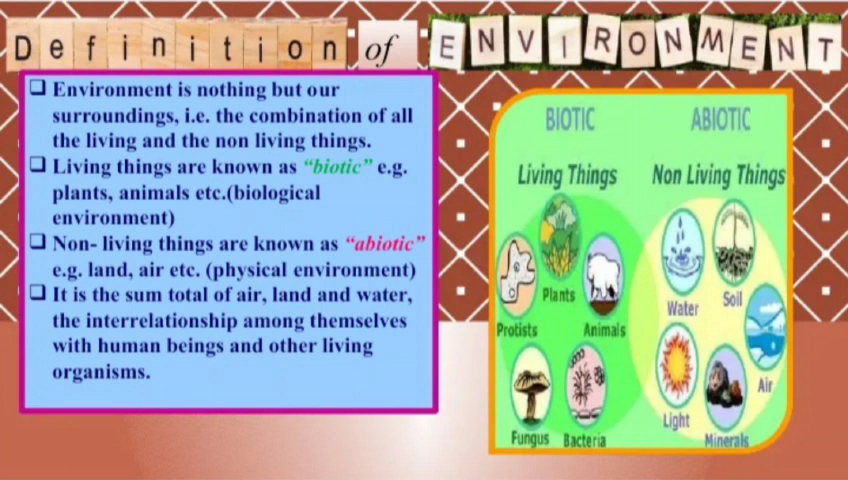 Definition of ENVIRONMENT
❑ Environment is nothing but our
surroundings, i.e. the combination of all
the living and the non living things.
❑ Living things are known as “biotic” e.g.
plants, animals etc.(biological
environment)
❑ Non- living things are known as “abiotic”
e.g. land, air etc. (physical environment)
❑ It is the sum total of air, land and water,
the interrelationship among themselves
with human beings and other living
organisms.
BIOTIC ABIOTIC
Living Things Non Living Things
Plants
Protists Animals
Fungus Bacteria
Water Soil
Air
Light Minerals